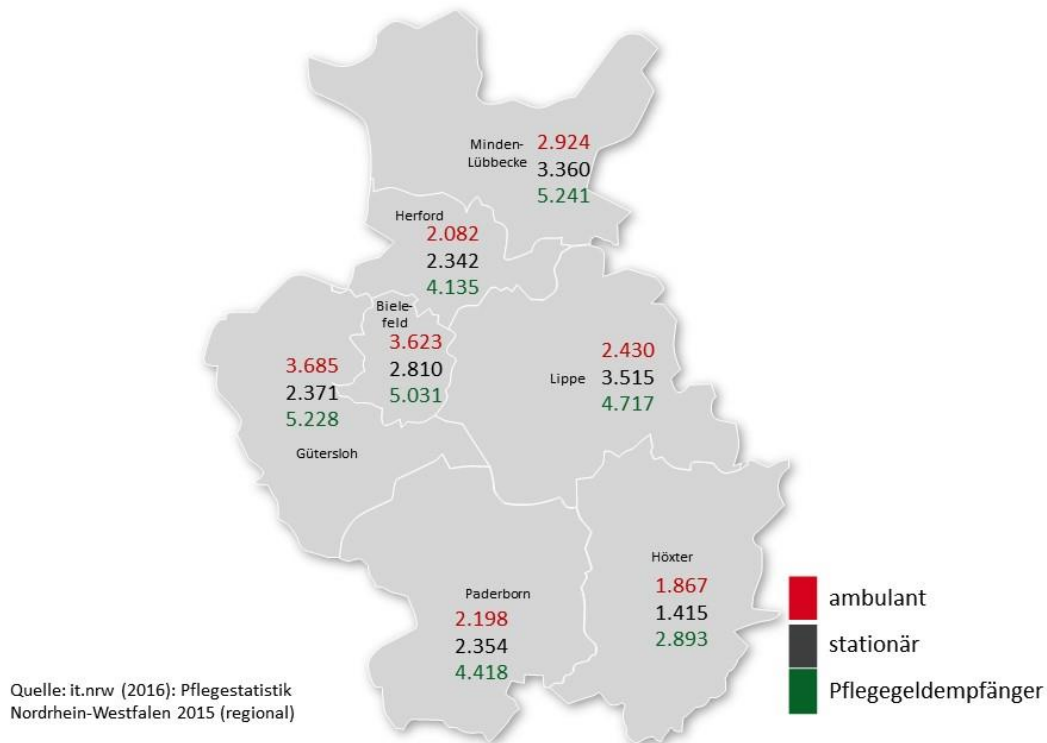 Minden-
Lübbecke
2.924
3.360
5.241
Herford
2.082
2.342
4.135
Biele-
feld
3.623
2.810
5.031
3.685
2.371
5.228
Gütersloh
Lippe
2.430
3.515
4.717
Höxter
1.867
1.415
2.893
Paderborn
2.198
2.354
4.418
ambulant
stationär
Pflegegeldempfänger
Quelle: it.nrw (2016): Pflegestatistik
Nordrhein-Westfalen 2015 (regional)